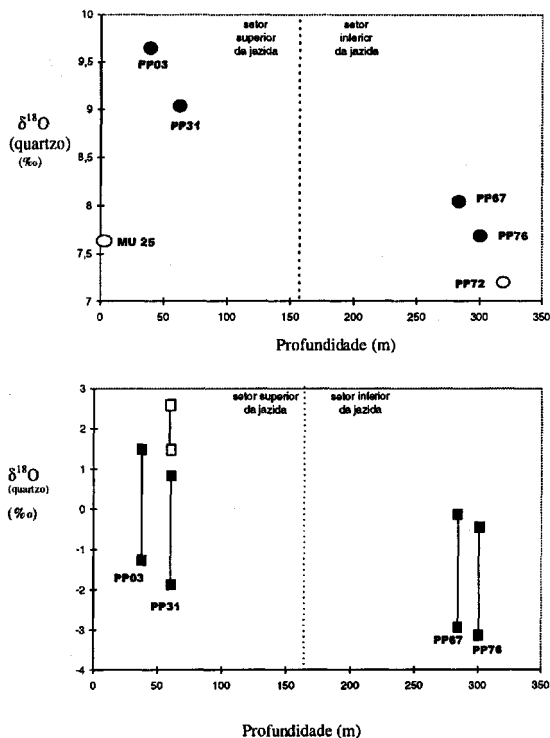 10
9,5
9
8,5
8
7,5
7
δ¹⁸O
(quartzo)
(‰)
setor
superior
da jazida
setor
inferior
da jazida
PP03
PP31
MU 25
PP67
PP76
PP72
0 50 100 150 200 250 300 350
Profundidade (m)
3
2
1
0
-1
-2
-3
-4
δ¹⁸O
(quartzo)
(‰)
setor superior
da jazida
setor inferior
da jazida
PP03
PP31
PP67
PP76
0 50 100 150 200 250 300 350
Profundidade (m)